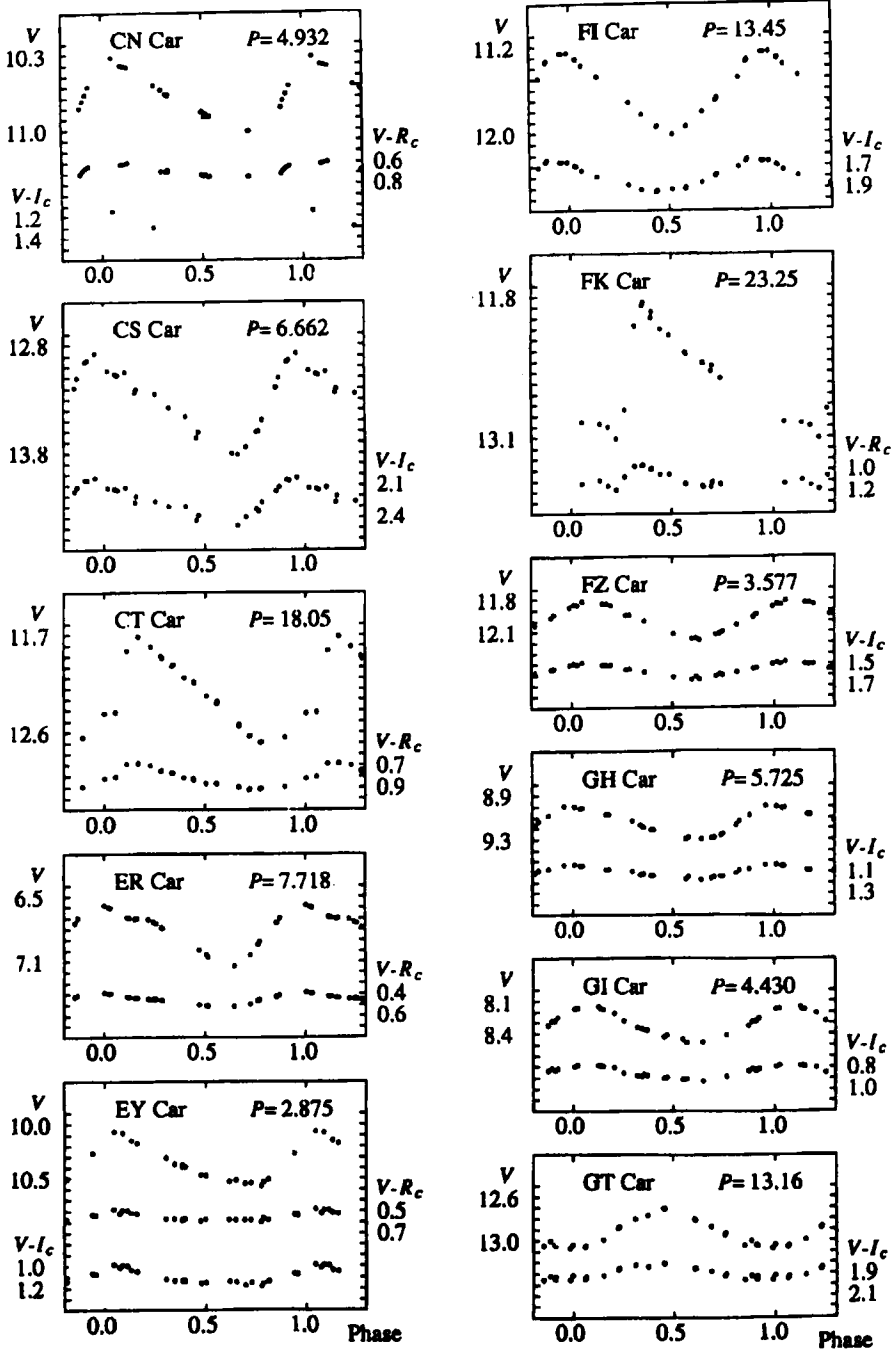 V
CN Car P= 4.932
10.3
11.0
V-Rc
0.6
0.8
V-Ic
1.2
1.4
0.0 0.5 1.0
V
CS Car P= 6.662
12.8
13.8
V-Ic
2.1
2.4
0.0 0.5 1.0
V
CT Car P= 18.05
11.7
12.6
V-Rc
0.7
0.9
0.0 0.5 1.0
V
ER Car P= 7.718
6.5
7.1
V-Rc
0.4
0.6
0.0 0.5 1.0
V
EY Car P= 2.875
10.0
10.5
V-Rc
0.5
0.7
V-Ic
1.0
1.2
0.0 0.5 1.0
Phase
V
FI Car P= 13.45
11.2
12.0
V-Ic
1.7
1.9
0.0 0.5 1.0
V
FK Car P= 23.25
11.8
13.1
V-Rc
1.0
1.2
0.0 0.5 1.0
V
FZ Car P= 3.577
11.8
12.1
V-Ic
1.5
1.7
0.0 0.5 1.0
V
GH Car P= 5.725
8.9
9.3
V-Ic
1.1
1.3
0.0 0.5 1.0
V
GI Car P= 4.430
8.1
8.4
V-Ic
0.8
1.0
0.0 0.5 1.0
V
GT Car P= 13.16
12.6
13.0
V-Ic
1.9
2.1
0.0 0.5 1.0
Phase